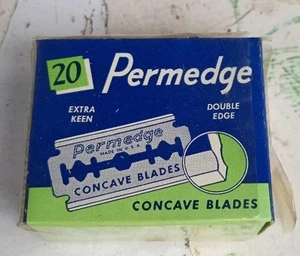 20 Permedge
EXTRA KEEN
DOUBLE EDGE
Permedge
MADE IN U.S.A.
CONCAVE BLADES
CONCAVE BLADES